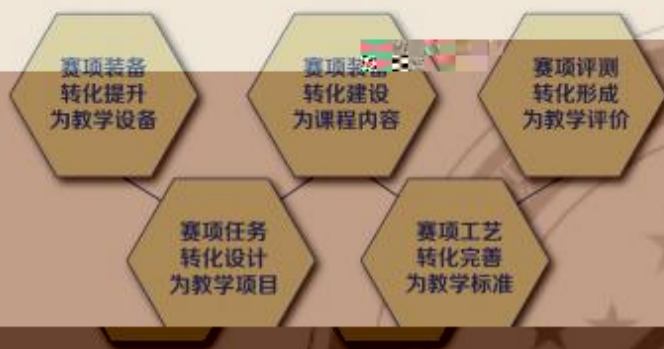 赛项装备
转化提升
为教学设备
赛项装
转化建设
为课程内容
赛项评测
转化形成
为教学评价
赛项任务
转化设计
为教学项目
赛项工艺
转化完善
为教学标准